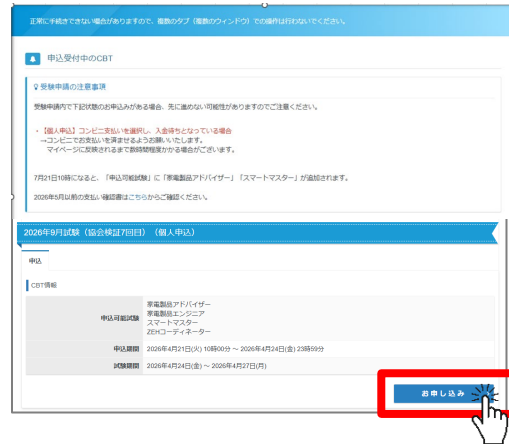 正常に手続きできない場合がありますので、複数のタブ（複数のウィンドウ）での操作は行わないでください。
申込受付中のCBT
受験申請の注意事項
受験申請内で下記状態のお申込みがある場合、先に進めない可能性がありますのでご注意ください。
・【個人申込】コンビニ支払いを選択し、入金待ちとなっている場合
→コンビニでお支払いを済ませるようお願いいたします。
マイページに反映されるまで数時間程度かかる場合がございます。
7月21日10時になると、「申込可能試験」に「家電製品アドバイザー」「スマートマスター」が追加されます。
2026年5月以前の支払い確認書はこちらからご確認ください。
2026年9月試験（協会検証7回目）（個人申込）
申込
CBT情報
申込可能試験
家電製品アドバイザー
家電製品エンジニア
スマートマスター
ZEHコーディネーター
申込期間 2026年4月21日(火) 10時00分 ～ 2026年4月24日(金) 23時59分
試験期間 2026年4月24日(金) ～ 2026年4月27日(月)
お申し込み